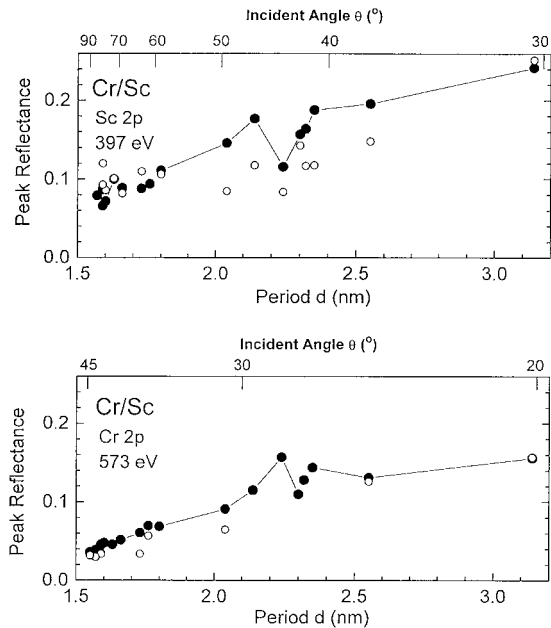 Incident Angle θ (°)
90 70 60 50 40 30
Cr/Sc
Sc 2p
397 eV
Peak Reflectance
0.2
0.1
0.0
1.5 2.0 2.5 3.0
Period d (nm)
Incident Angle θ (°)
45 30 20
Cr/Sc
Cr 2p
573 eV
Peak Reflectance
0.2
0.1
0.0
1.5 2.0 2.5 3.0
Period d (nm)